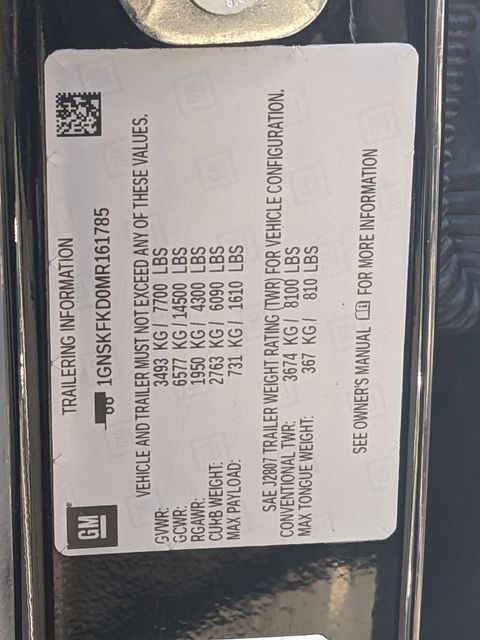 GM
TRAILERING INFORMATION
1GNSKFKD0MR161785
VEHICLE AND TRAILER MUST NOT EXCEED ANY OF THESE VALUES.
GVWR: 3493 KG / 7700 LBS
GCWR: 6577 KG / 14500 LBS
RGAWR: 1950 KG / 4300 LBS
CURB WEIGHT: 2763 KG / 6090 LBS
MAX PAYLOAD: 731 KG / 1610 LBS
SAE J2807 TRAILER WEIGHT RATING (TWR) FOR VEHICLE CONFIGURATION.
CONVENTIONAL TWR: 3674 KG / 8100 LBS
MAX TONGUE WEIGHT: 367 KG / 810 LBS
SEE OWNER'S MANUAL FOR MORE INFORMATION